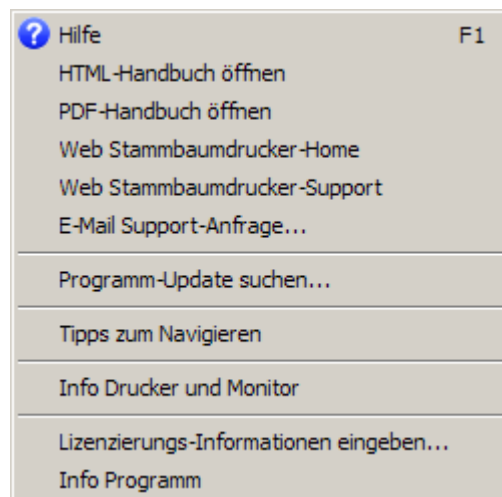 Hilfe F1
HTML-Handbuch öffnen
PDF-Handbuch öffnen
Web Stammbaumdrucker-Home
Web Stammbaumdrucker-Support
E-Mail Support-Anfrage...
Programm-Update suchen...
Tipps zum Navigieren
Info Drucker und Monitor
Lizenzierungs-Informationen eingeben...
Info Programm